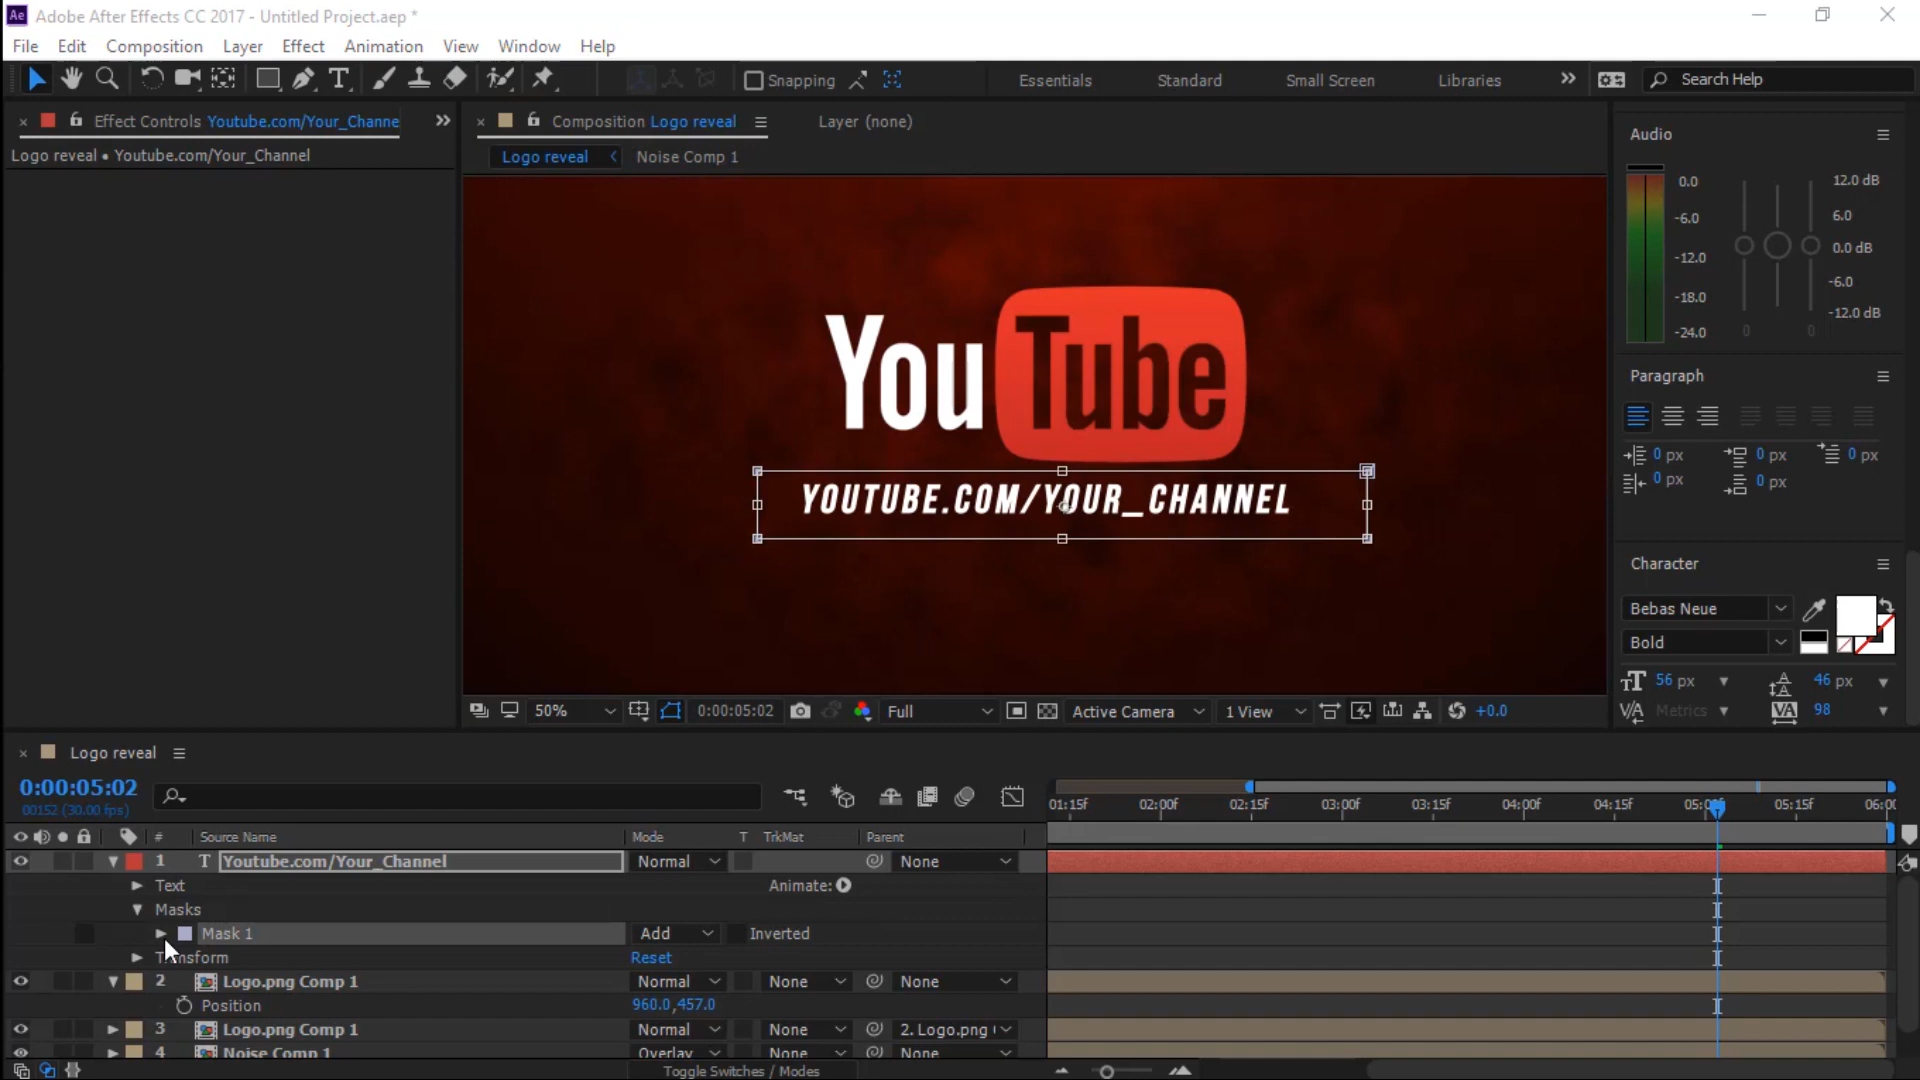 Ae Adobe After Effects CC 2017 - Untitled Project.aep *
File Edit Composition Layer Effect Animation View Window Help
Snapping Essentials Standard Small Screen Libraries Search Help
Effect Controls Youtube.com/Your_Channe
Composition Logo reveal Layer (none)
Logo reveal • Youtube.com/Your_Channel
Logo reveal Noise Comp 1
YouTube
YOUTUBE.COM/YOUR_CHANNEL
50% 0:00:05:02 Full Active Camera 1 View +0.0
Audio
0.0 12.0 dB
-6.0 6.0
-12.0 0.0 dB
-18.0 -6.0
-24.0 -12.0 dB
0 0
Paragraph
0 px 0 px 0 px
0 px 0 px
Character
Bebas Neue
Bold
56 px 46 px
Metrics 98
Logo reveal
0:00:05:02
00152 (30.00 fps)
01:15f 02:00f 02:15f 03:00f 03:15f 04:00f 04:15f 05:00f 05:15f 06:00
# Source Name Mode T TrkMat Parent
1 T Youtube.com/Your_Channel Normal None
Text Animate:
Masks
Mask 1 Add Inverted
Transform Reset
2 Logo.png Comp 1 Normal None None
Position 960.0,457.0
3 Logo.png Comp 1 Normal None 2. Logo.png
4 Noise Comp 1 Overlay None None
Toggle Switches / Modes